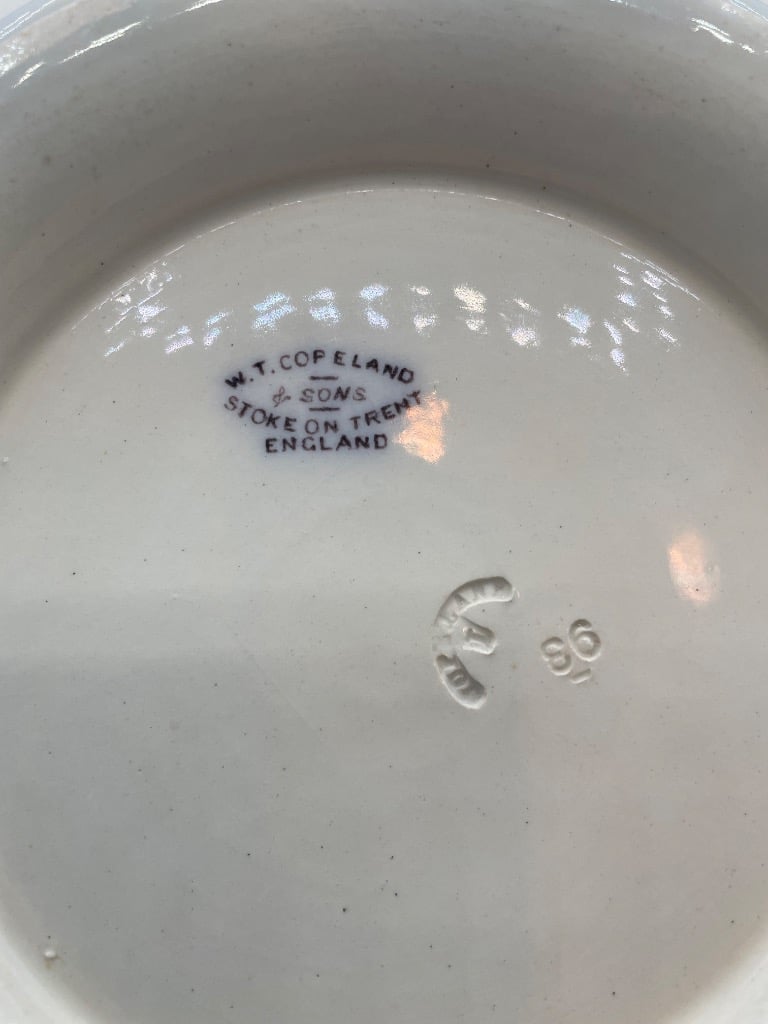 W.T. COPELAND
& SONS
STOKE ON TRENT
ENGLAND